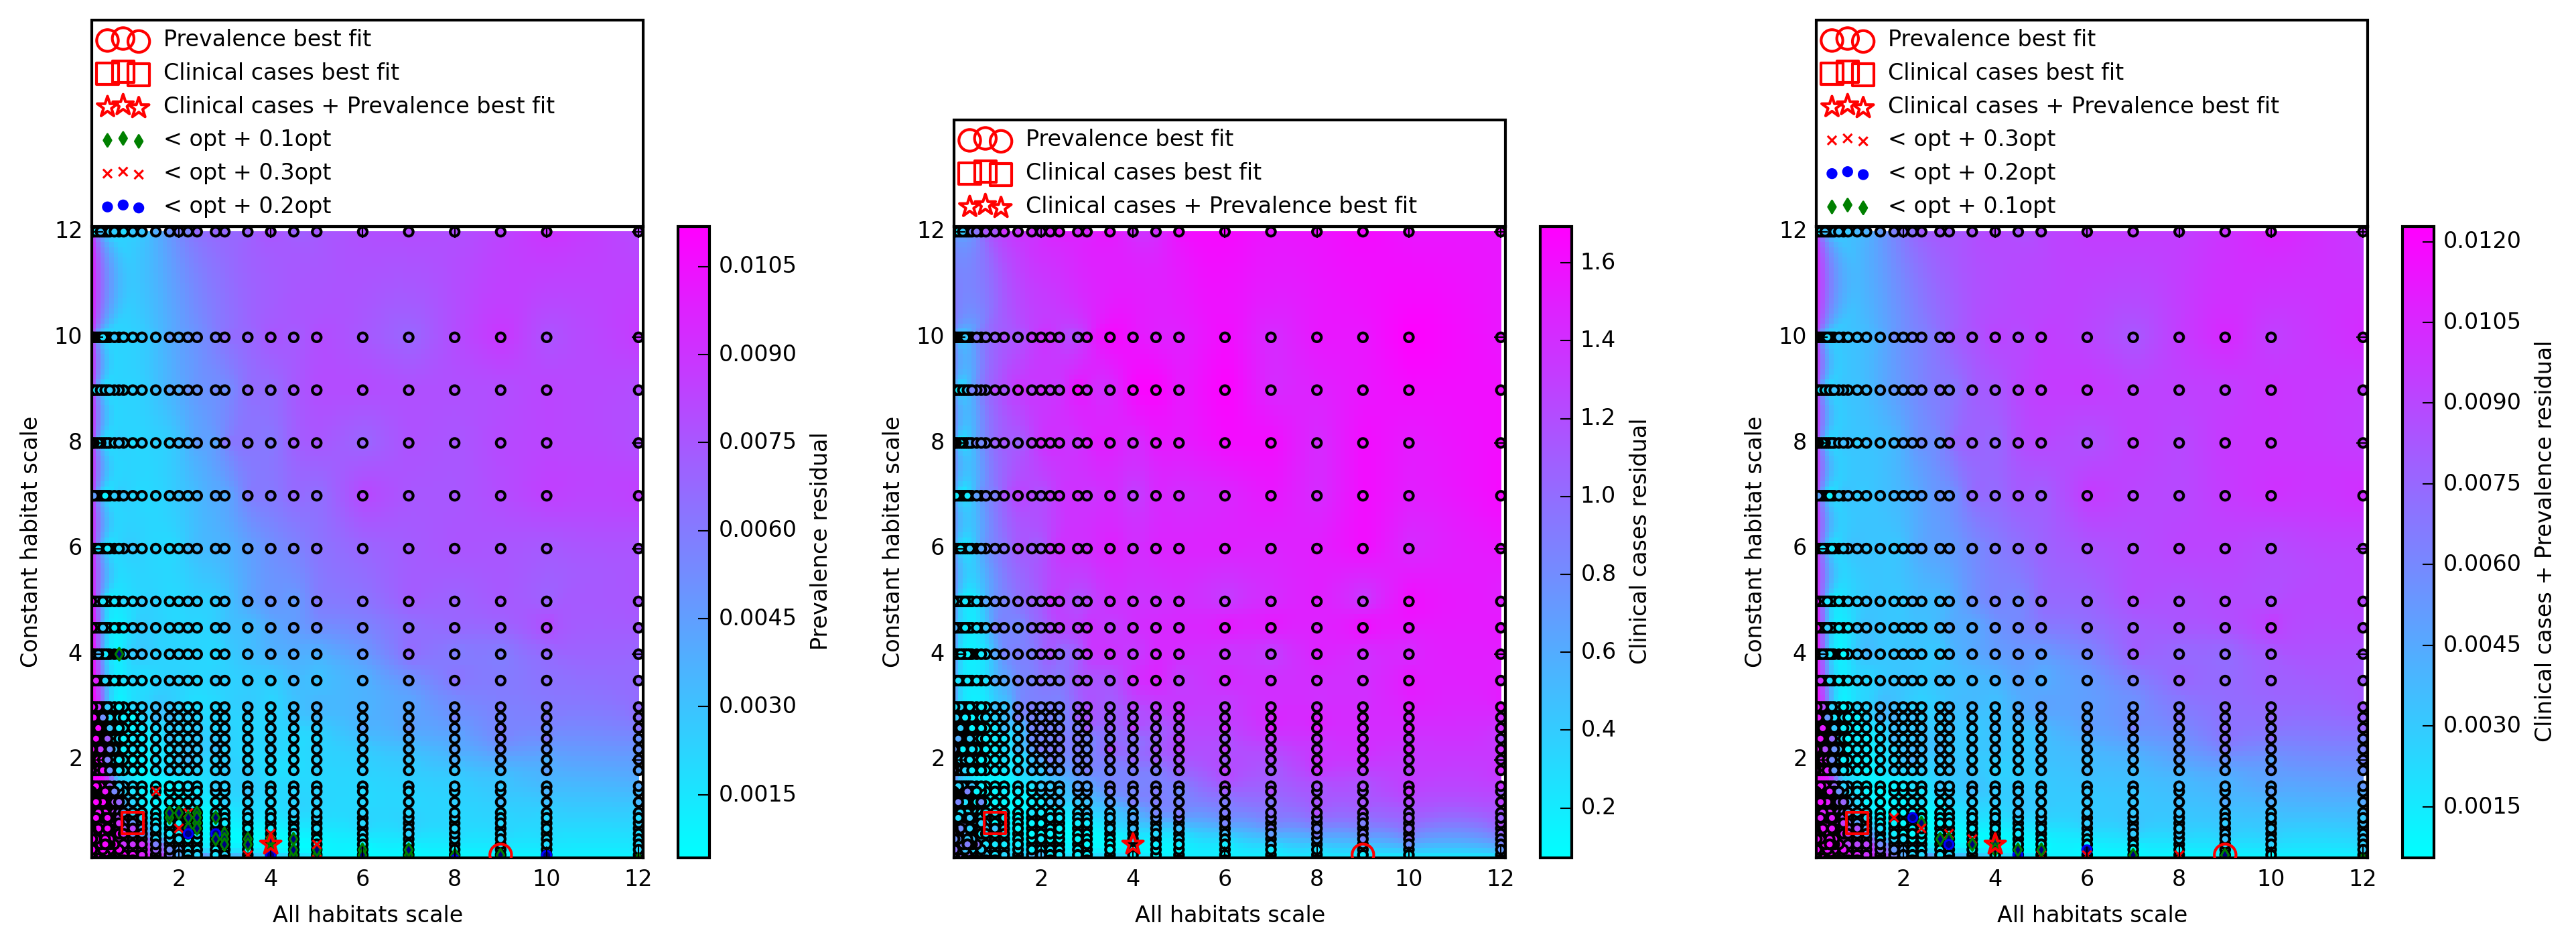 Prevalence best fit
Clinical cases best fit
Clinical cases + Prevalence best fit
< opt + 0.1opt
< opt + 0.3opt
< opt + 0.2opt
12
10
8
6
4
2
Constant habitat scale
2 4 6 8 10 12
All habitats scale
0.0105
0.0090
0.0075
0.0060
0.0045
0.0030
0.0015
Prevalence residual
Prevalence best fit
Clinical cases best fit
Clinical cases + Prevalence best fit
12
10
8
6
4
2
Constant habitat scale
2 4 6 8 10 12
All habitats scale
1.6
1.4
1.2
1.0
0.8
0.6
0.4
0.2
Clinical cases residual
Prevalence best fit
Clinical cases best fit
Clinical cases + Prevalence best fit
< opt + 0.3opt
< opt + 0.2opt
< opt + 0.1opt
12
10
8
6
4
2
Constant habitat scale
2 4 6 8 10 12
All habitats scale
0.0120
0.0105
0.0090
0.0075
0.0060
0.0045
0.0030
0.0015
Clinical cases + Prevalence residual